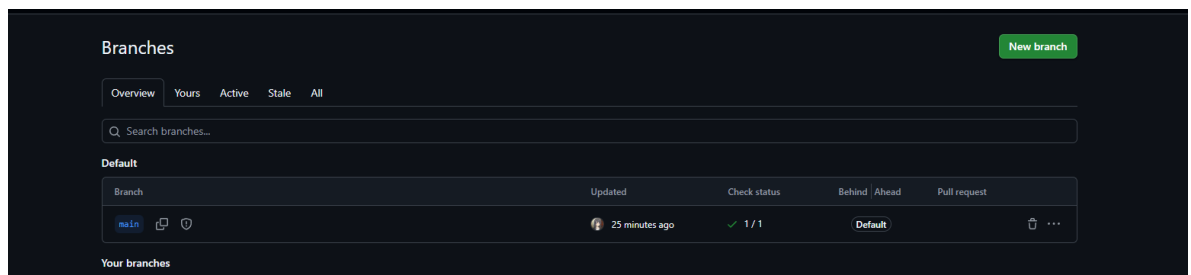 Branches
New branch
Overview Yours Active Stale All
Search branches...
Default
Branch Updated Check status Behind Ahead Pull request
main 25 minutes ago 1 / 1 Default
Your branches